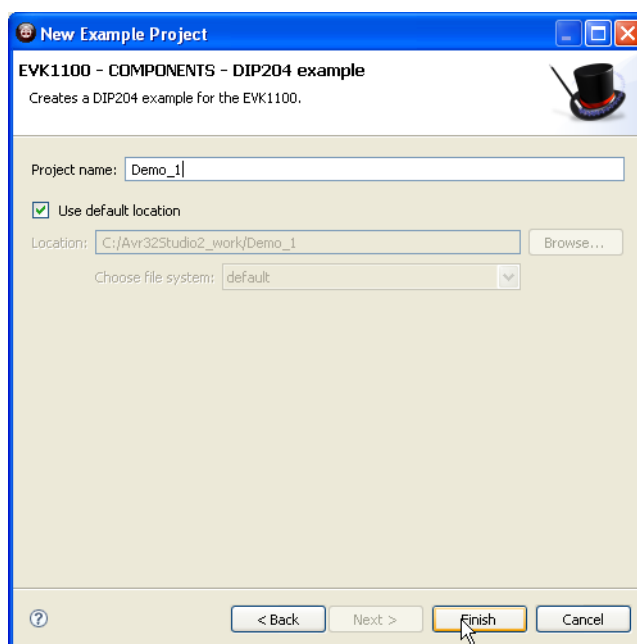 New Example Project
EVK1100 - COMPONENTS - DIP204 example
Creates a DIP204 example for the EVK1100.
Project name: Demo_1
Use default location
Location: C:/Avr32Studio2_work/Demo_1 Browse...
Choose file system: default
? < Back Next > Finish Cancel